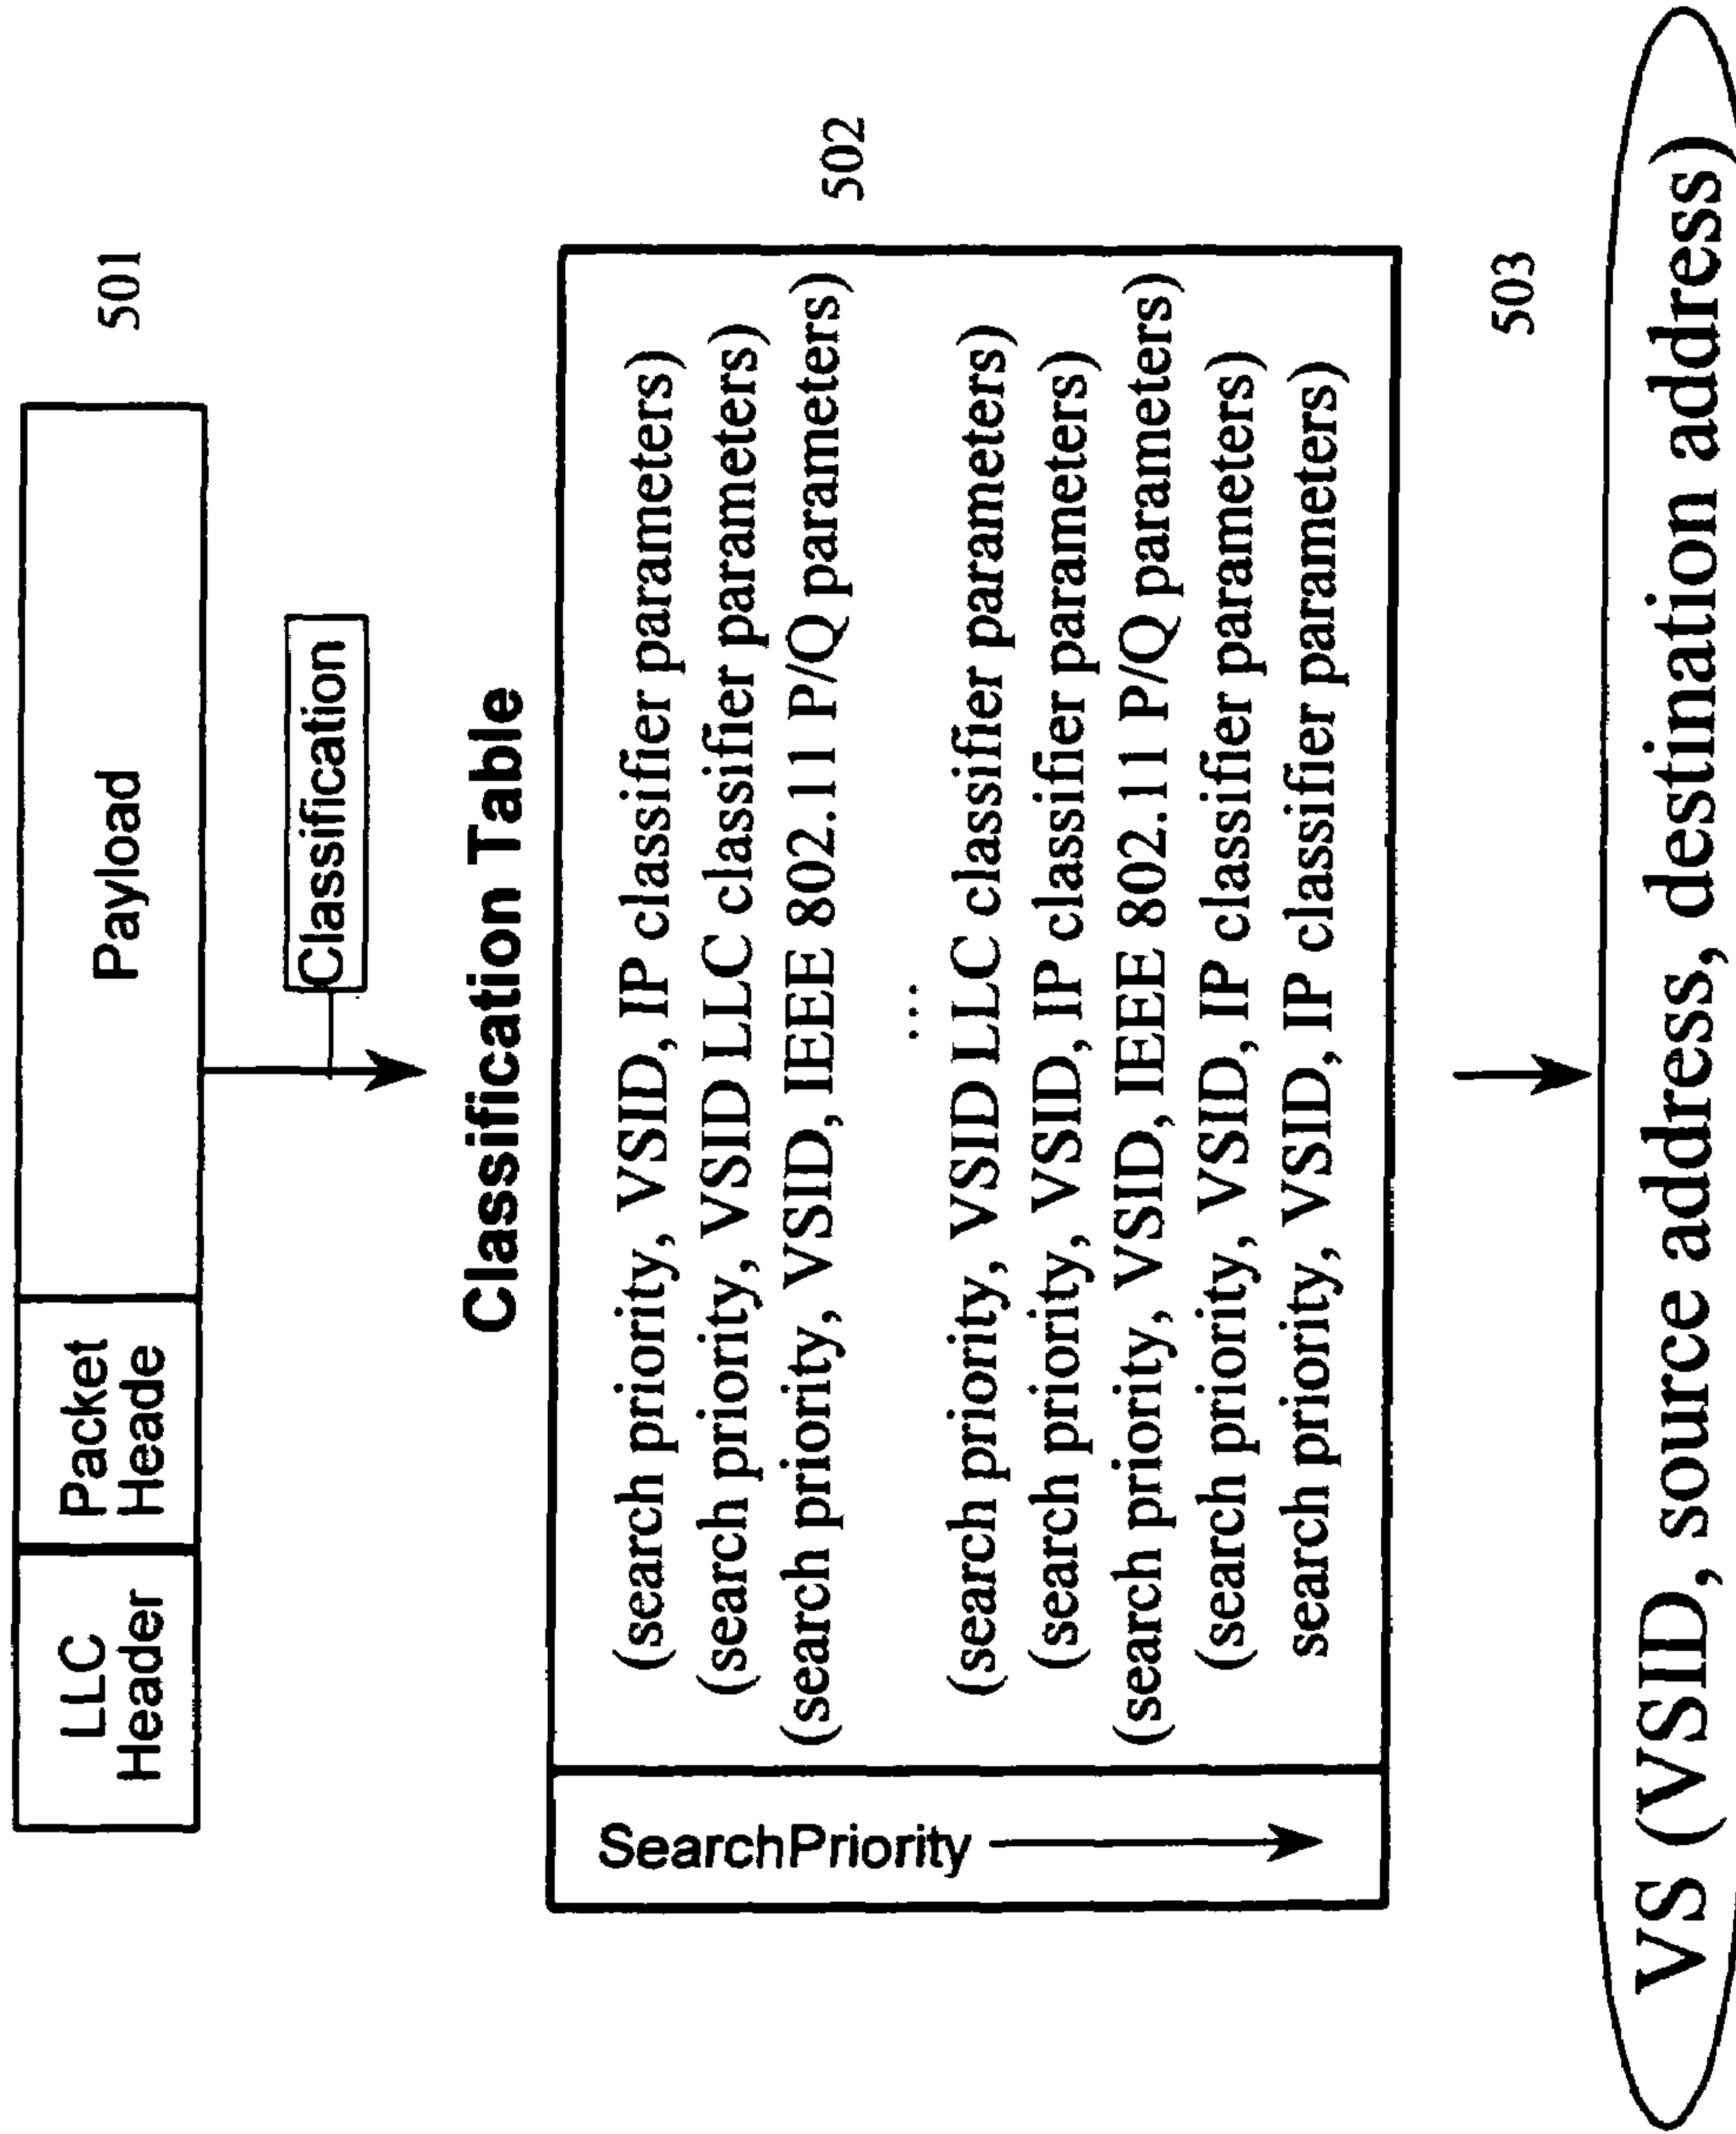 LLC
Header
Packet
Heade
Payload
501
Classification
Classification Table
SearchPriority
(search priority, VSID, IP classifier parameters)
(search priority, VSID LLC classifier parameters)
(search priority, VSID, IEEE 802.11 P/Q parameters)
...
(search priority, VSID LLC classifier parameters)
(search priority, VSID, IP classifier parameters)
(search priority, VSID, IEEE 802.11 P/Q parameters)
(search priority, VSID, IP classifier parameters)
search priority, VSID, IP classifier parameters)
502
503
VS (VSID, source address, destination address)